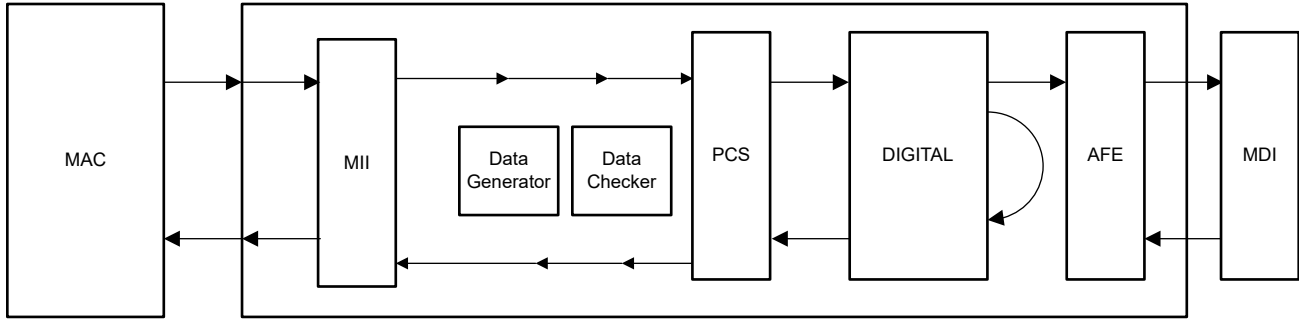 MAC
MII
Data
Generator
Data
Checker
PCS
DIGITAL
AFE
MDI